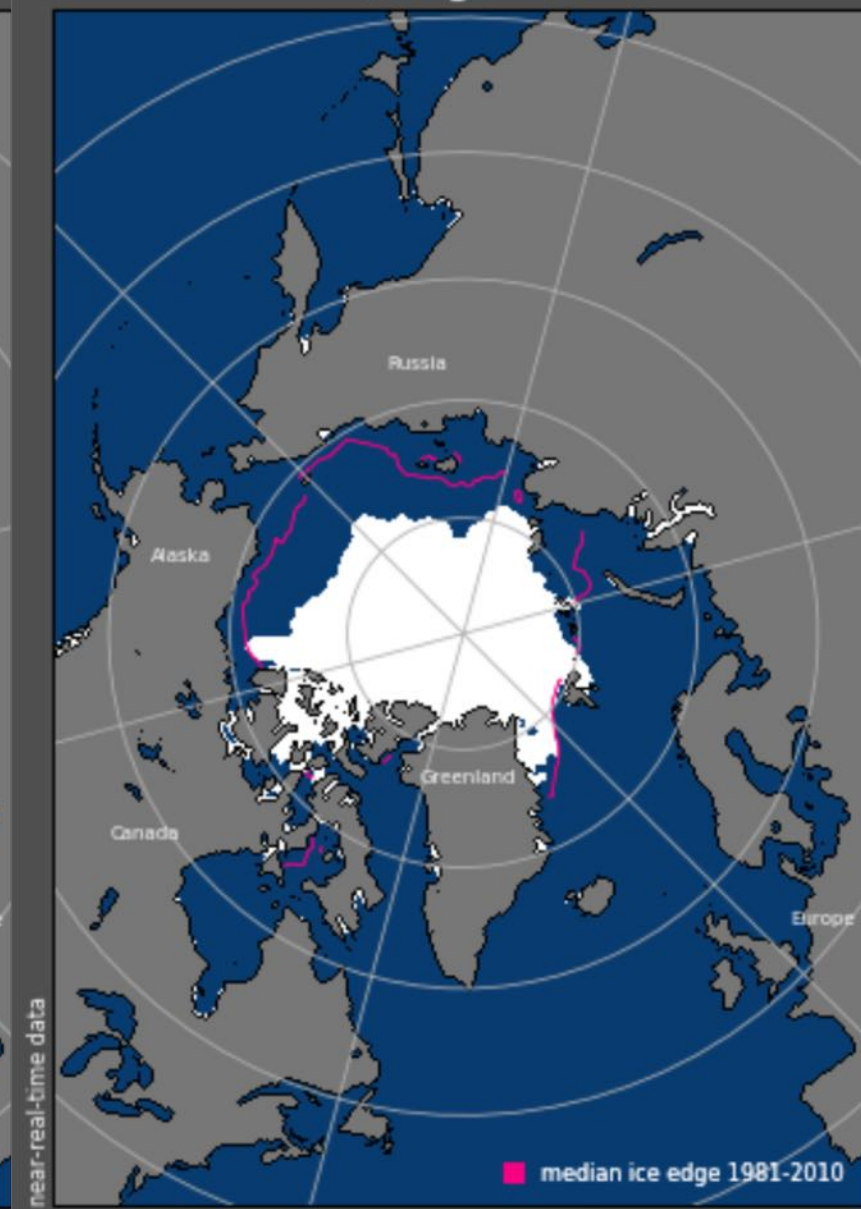 Russia
Alaska
Greenland
Canada
Europe
near-real-time data
median ice edge 1981-2010